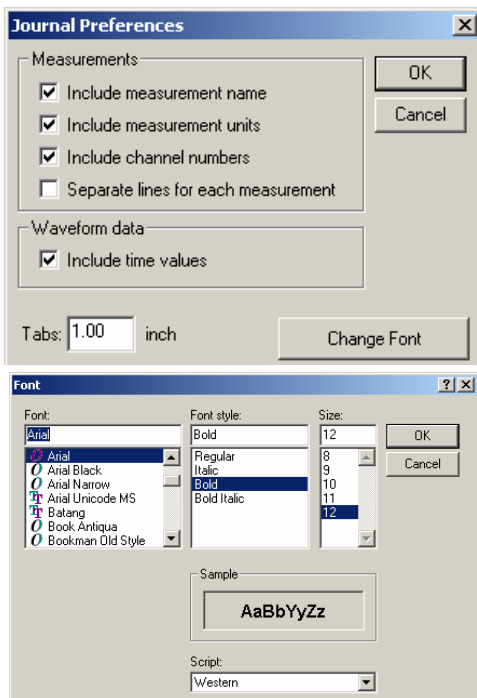 Journal Preferences
Measurements
OK
Include measurement name
Cancel
Include measurement units
Include channel numbers
Separate lines for each measurement
Waveform data
Include time values
Tabs: 1.00 inch
Change Font
Font
Font: Font style: Size:
Arial Bold 12 OK
Arial Regular 8
Arial Black Italic 9 Cancel
Arial Narrow Bold 10
Arial Unicode MS Bold Italic 11
Batang 12
Book Antiqua
Bookman Old Style
Sample
AaBbYyZz
Script:
Western